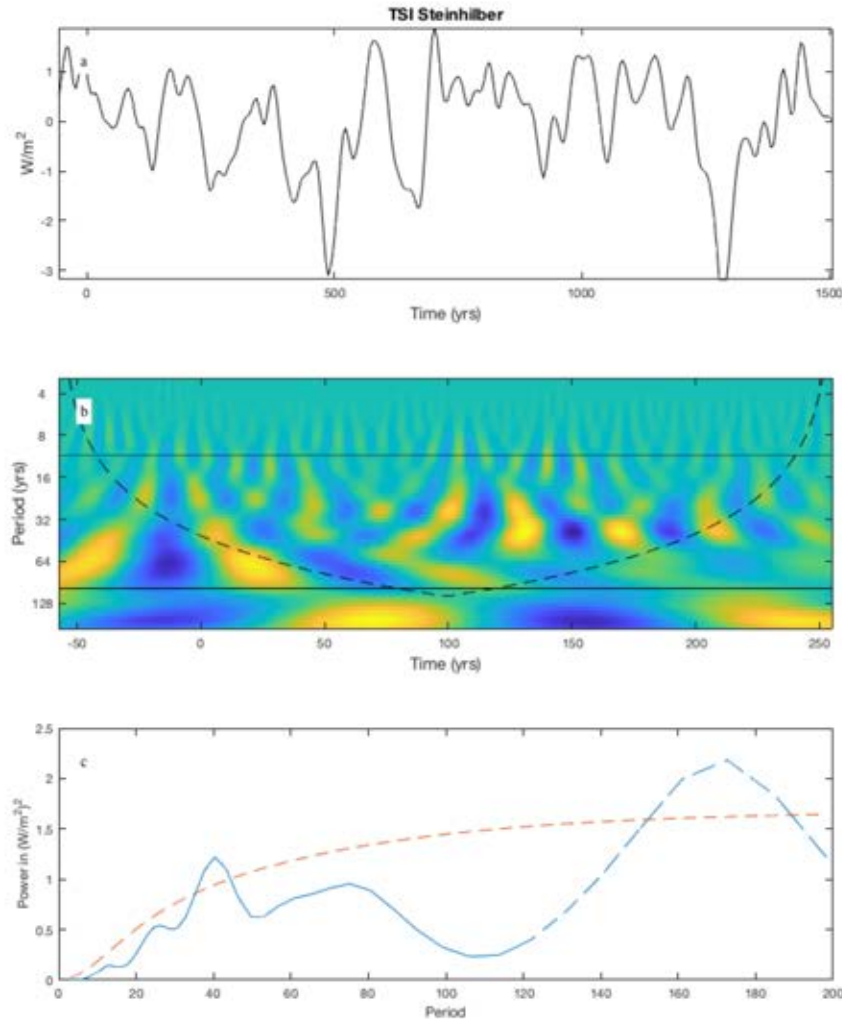 TSI Steinhilber
a
W/m²
1
0
-1
-2
-3
0 500 1000 1500
Time (yrs)
b
Period (yrs)
4
8
16
32
64
128
-50 0 50 100 150 200 250
Time (yrs)
c
Power in (W/m²)²
2.5
2
1.5
1
0.5
0
0 20 40 60 80 100 120 140 160 180 200
Period